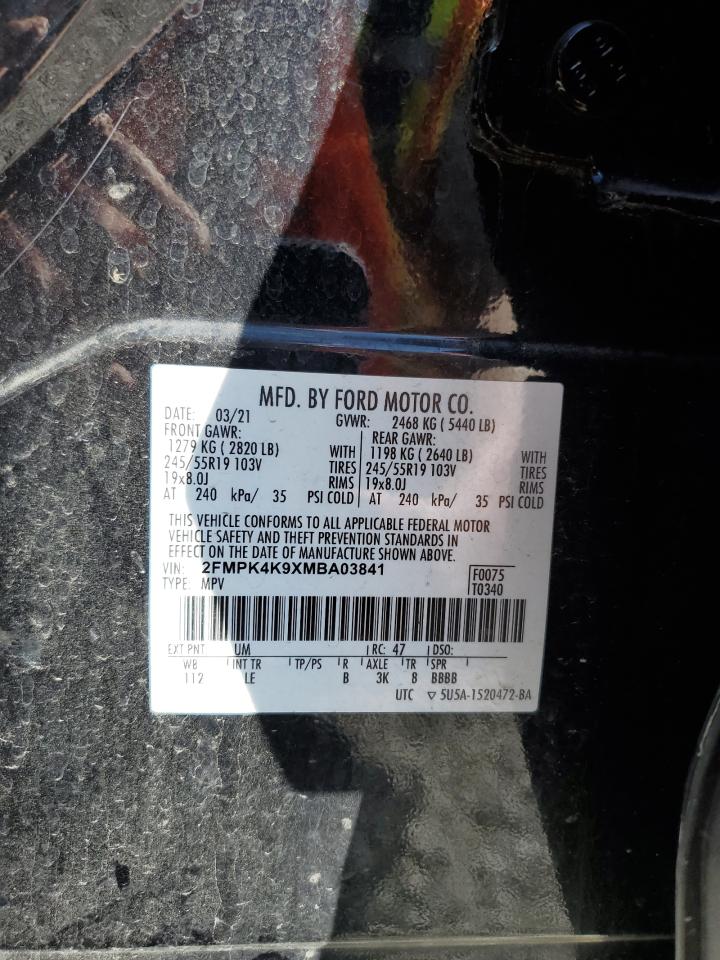 MFD. BY FORD MOTOR CO.
DATE: 03/21 GVWR: 2468 KG ( 5440 LB)
FRONT GAWR: REAR GAWR:
1279 KG ( 2820 LB) WITH 1198 KG ( 2640 LB) WITH
245/55R19 103V TIRES 245/55R19 103V TIRES
19x8.0J RIMS 19x8.0J RIMS
AT 240 kPa/ 35 PSI COLD AT 240 kPa/ 35 PSI COLD
THIS VEHICLE CONFORMS TO ALL APPLICABLE FEDERAL MOTOR
VEHICLE SAFETY AND THEFT PREVENTION STANDARDS IN
EFFECT ON THE DATE OF MANUFACTURE SHOWN ABOVE.
VIN: 2FMPK4K9XMBA03841 F0075
TYPE: MPV T0340
EXT PNT: UM RC: 47 DSO:
WB INT TR TP/PS R AXLE TR SPR
112 LE B 3K 8 BBBB
UTC ▽ 5U5A-1520472-BA